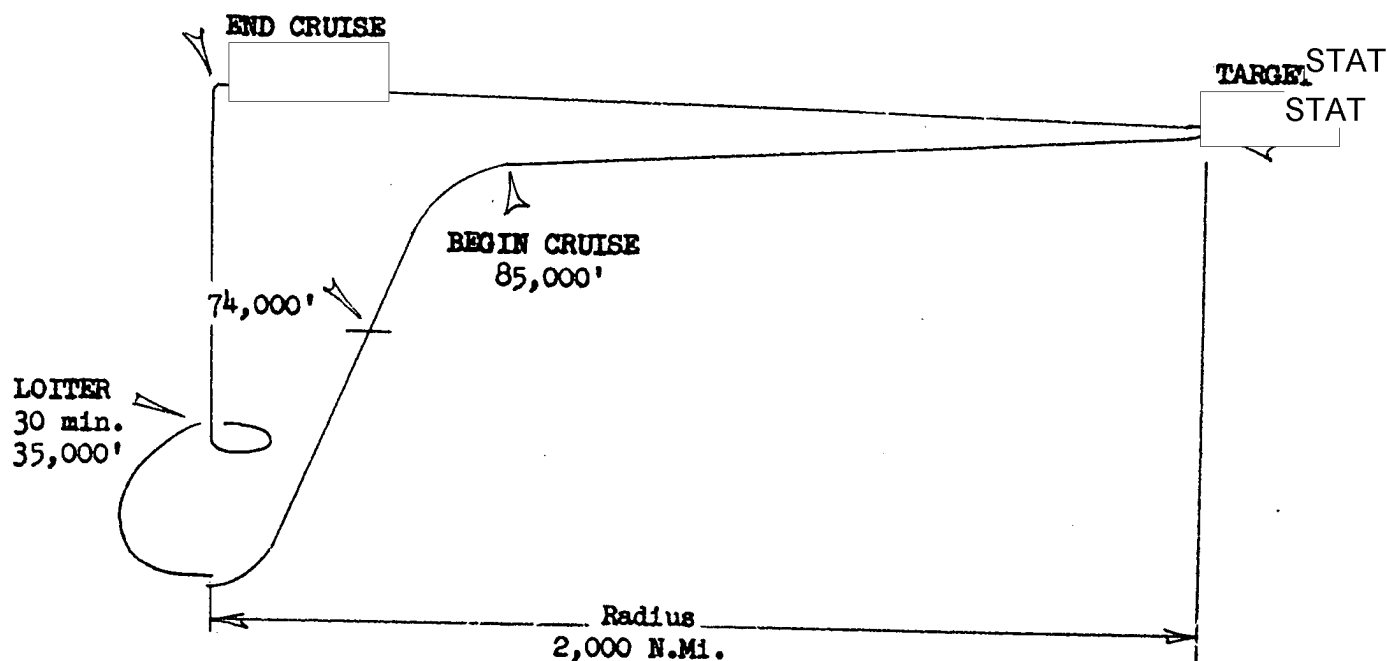 END CRUISE
STAT
TARGET
STAT
BEGIN CRUISE
85,000'
74,000'
LOITER
30 min.
35,000'
Radius
2,000 N.Mi.